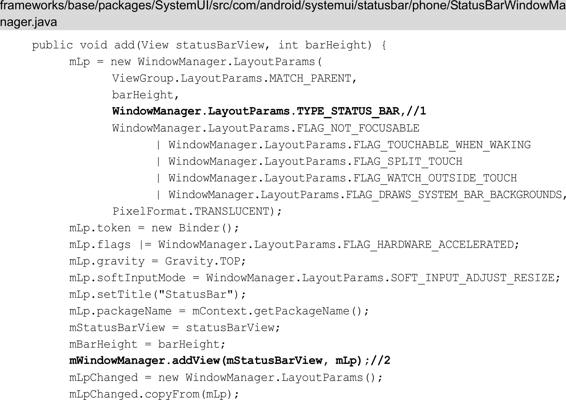 frameworks/base/packages/SystemUI/src/com/android/systemui/statusbar/phone/StatusBarWindowMa
nager.java
public void add(View statusBarView, int barHeight) {
mLp = new WindowManager.LayoutParams(
ViewGroup.LayoutParams.MATCH_PARENT,
barHeight,
WindowManager.LayoutParams.TYPE_STATUS_BAR,//1
WindowManager.LayoutParams.FLAG_NOT_FOCUSABLE
| WindowManager.LayoutParams.FLAG_TOUCHABLE_WHEN_WAKING
| WindowManager.LayoutParams.FLAG_SPLIT_TOUCH
| WindowManager.LayoutParams.FLAG_WATCH_OUTSIDE_TOUCH
| WindowManager.LayoutParams.FLAG_DRAWS_SYSTEM_BAR_BACKGROUNDS,
PixelFormat.TRANSLUCENT);
mLp.token = new Binder();
mLp.flags |= WindowManager.LayoutParams.FLAG_HARDWARE_ACCELERATED;
mLp.gravity = Gravity.TOP;
mLp.softInputMode = WindowManager.LayoutParams.SOFT_INPUT_ADJUST_RESIZE;
mLp.setTitle("StatusBar");
mLp.packageName = mContext.getPackageName();
mStatusBarView = statusBarView;
mBarHeight = barHeight;
mWindowManager.addView(mStatusBarView, mLp);//2
mLpChanged = new WindowManager.LayoutParams();
mLpChanged.copyFrom(mLp);